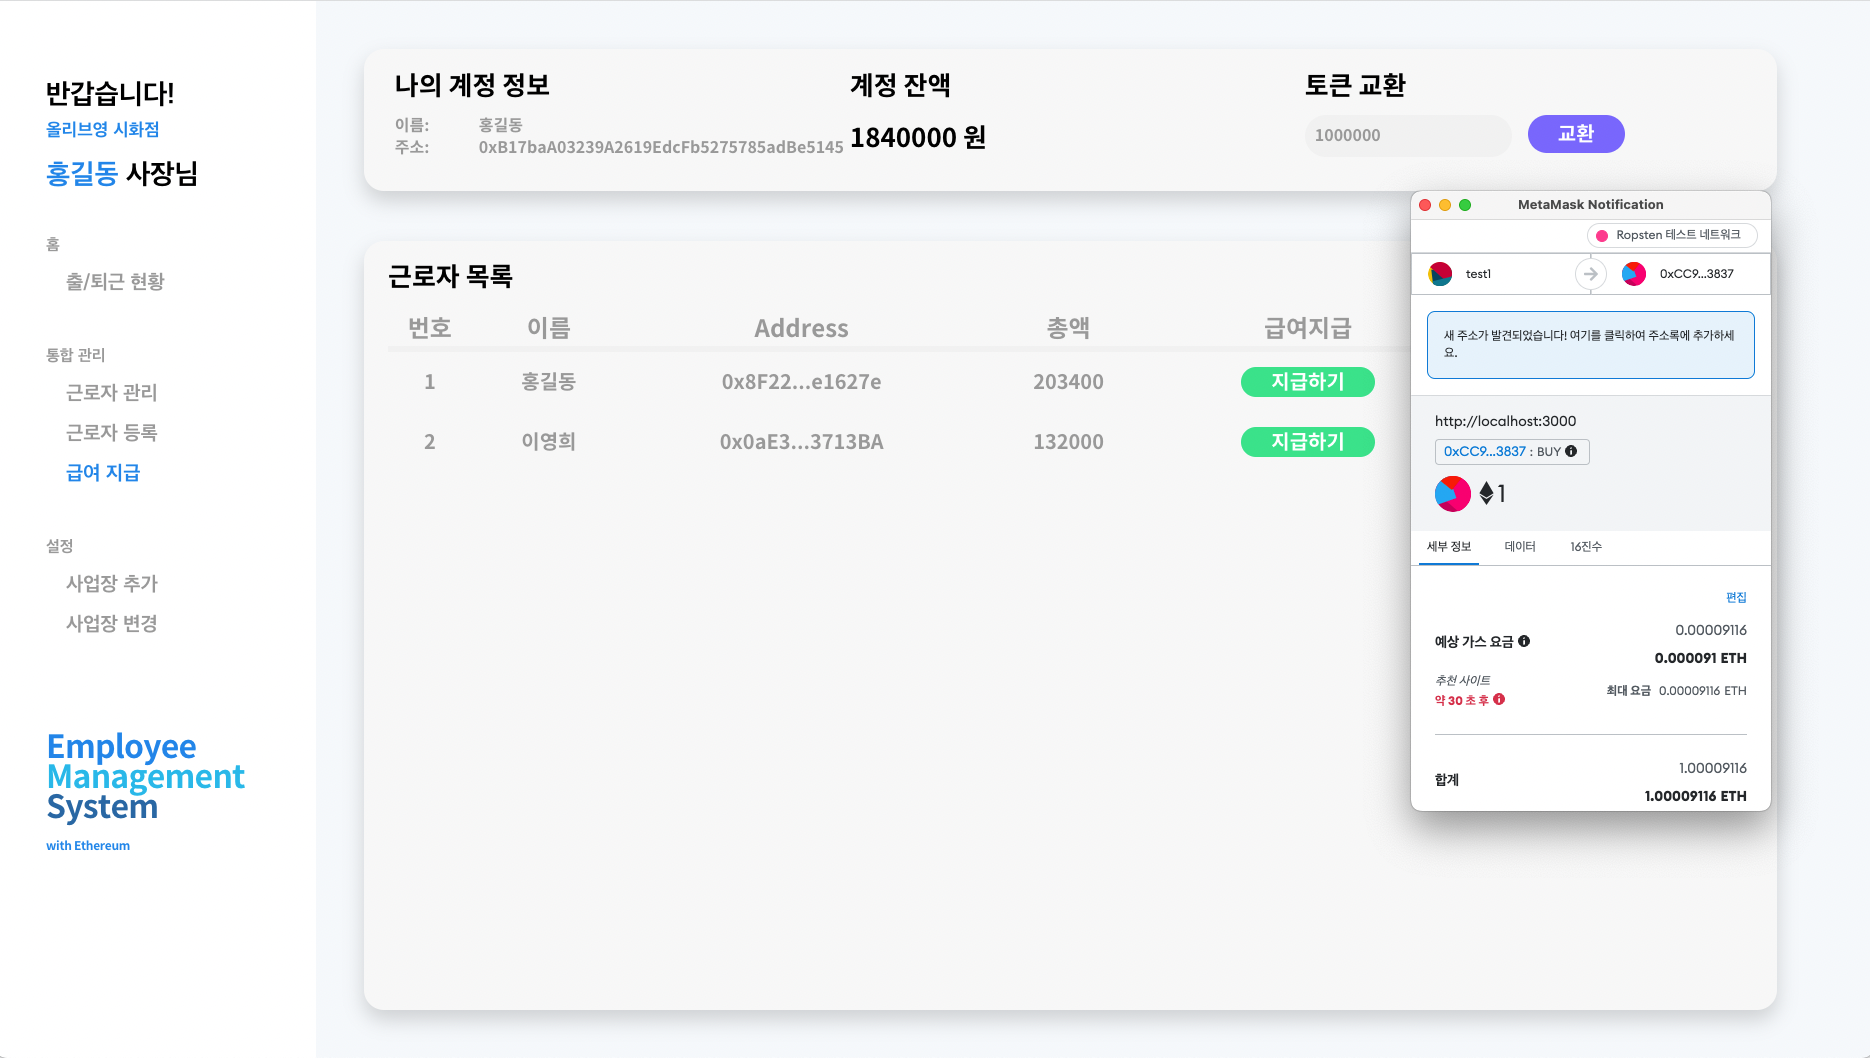 반갑습니다!
올리브영 시화점
홍길동 사장님
홈
출/퇴근 현황
통합 관리
근로자 관리
근로자 등록
급여 지급
설정
사업장 추가
사업장 변경
Employee
Management
System
with Ethereum
나의 계정 정보
이름: 홍길동
주소: 0xB17baA03239A2619EdcFb5275785adBe5145
계정 잔액
1840000 원
토큰 교환
1000000 교환
근로자 목록
번호 이름 Address 총액 급여지급
1 홍길동 0x8F22...e1627e 203400 지급하기
2 이영희 0x0aE3...3713BA 132000 지급하기
MetaMask Notification
Ropsten 테스트 네트워크
test1 0xCC9...3837
새 주소가 발견되었습니다! 여기를 클릭하여 주소록에 추가하세
요.
http://localhost:3000
0xCC9...3837 : BUY
1
세부 정보 데이터 16진수
편집
0.00009116
예상 가스 요금
0.000091 ETH
추천 사이트
약 30 초 후
최대 요금 0.00009116 ETH
1.00009116
합계
1.00009116 ETH